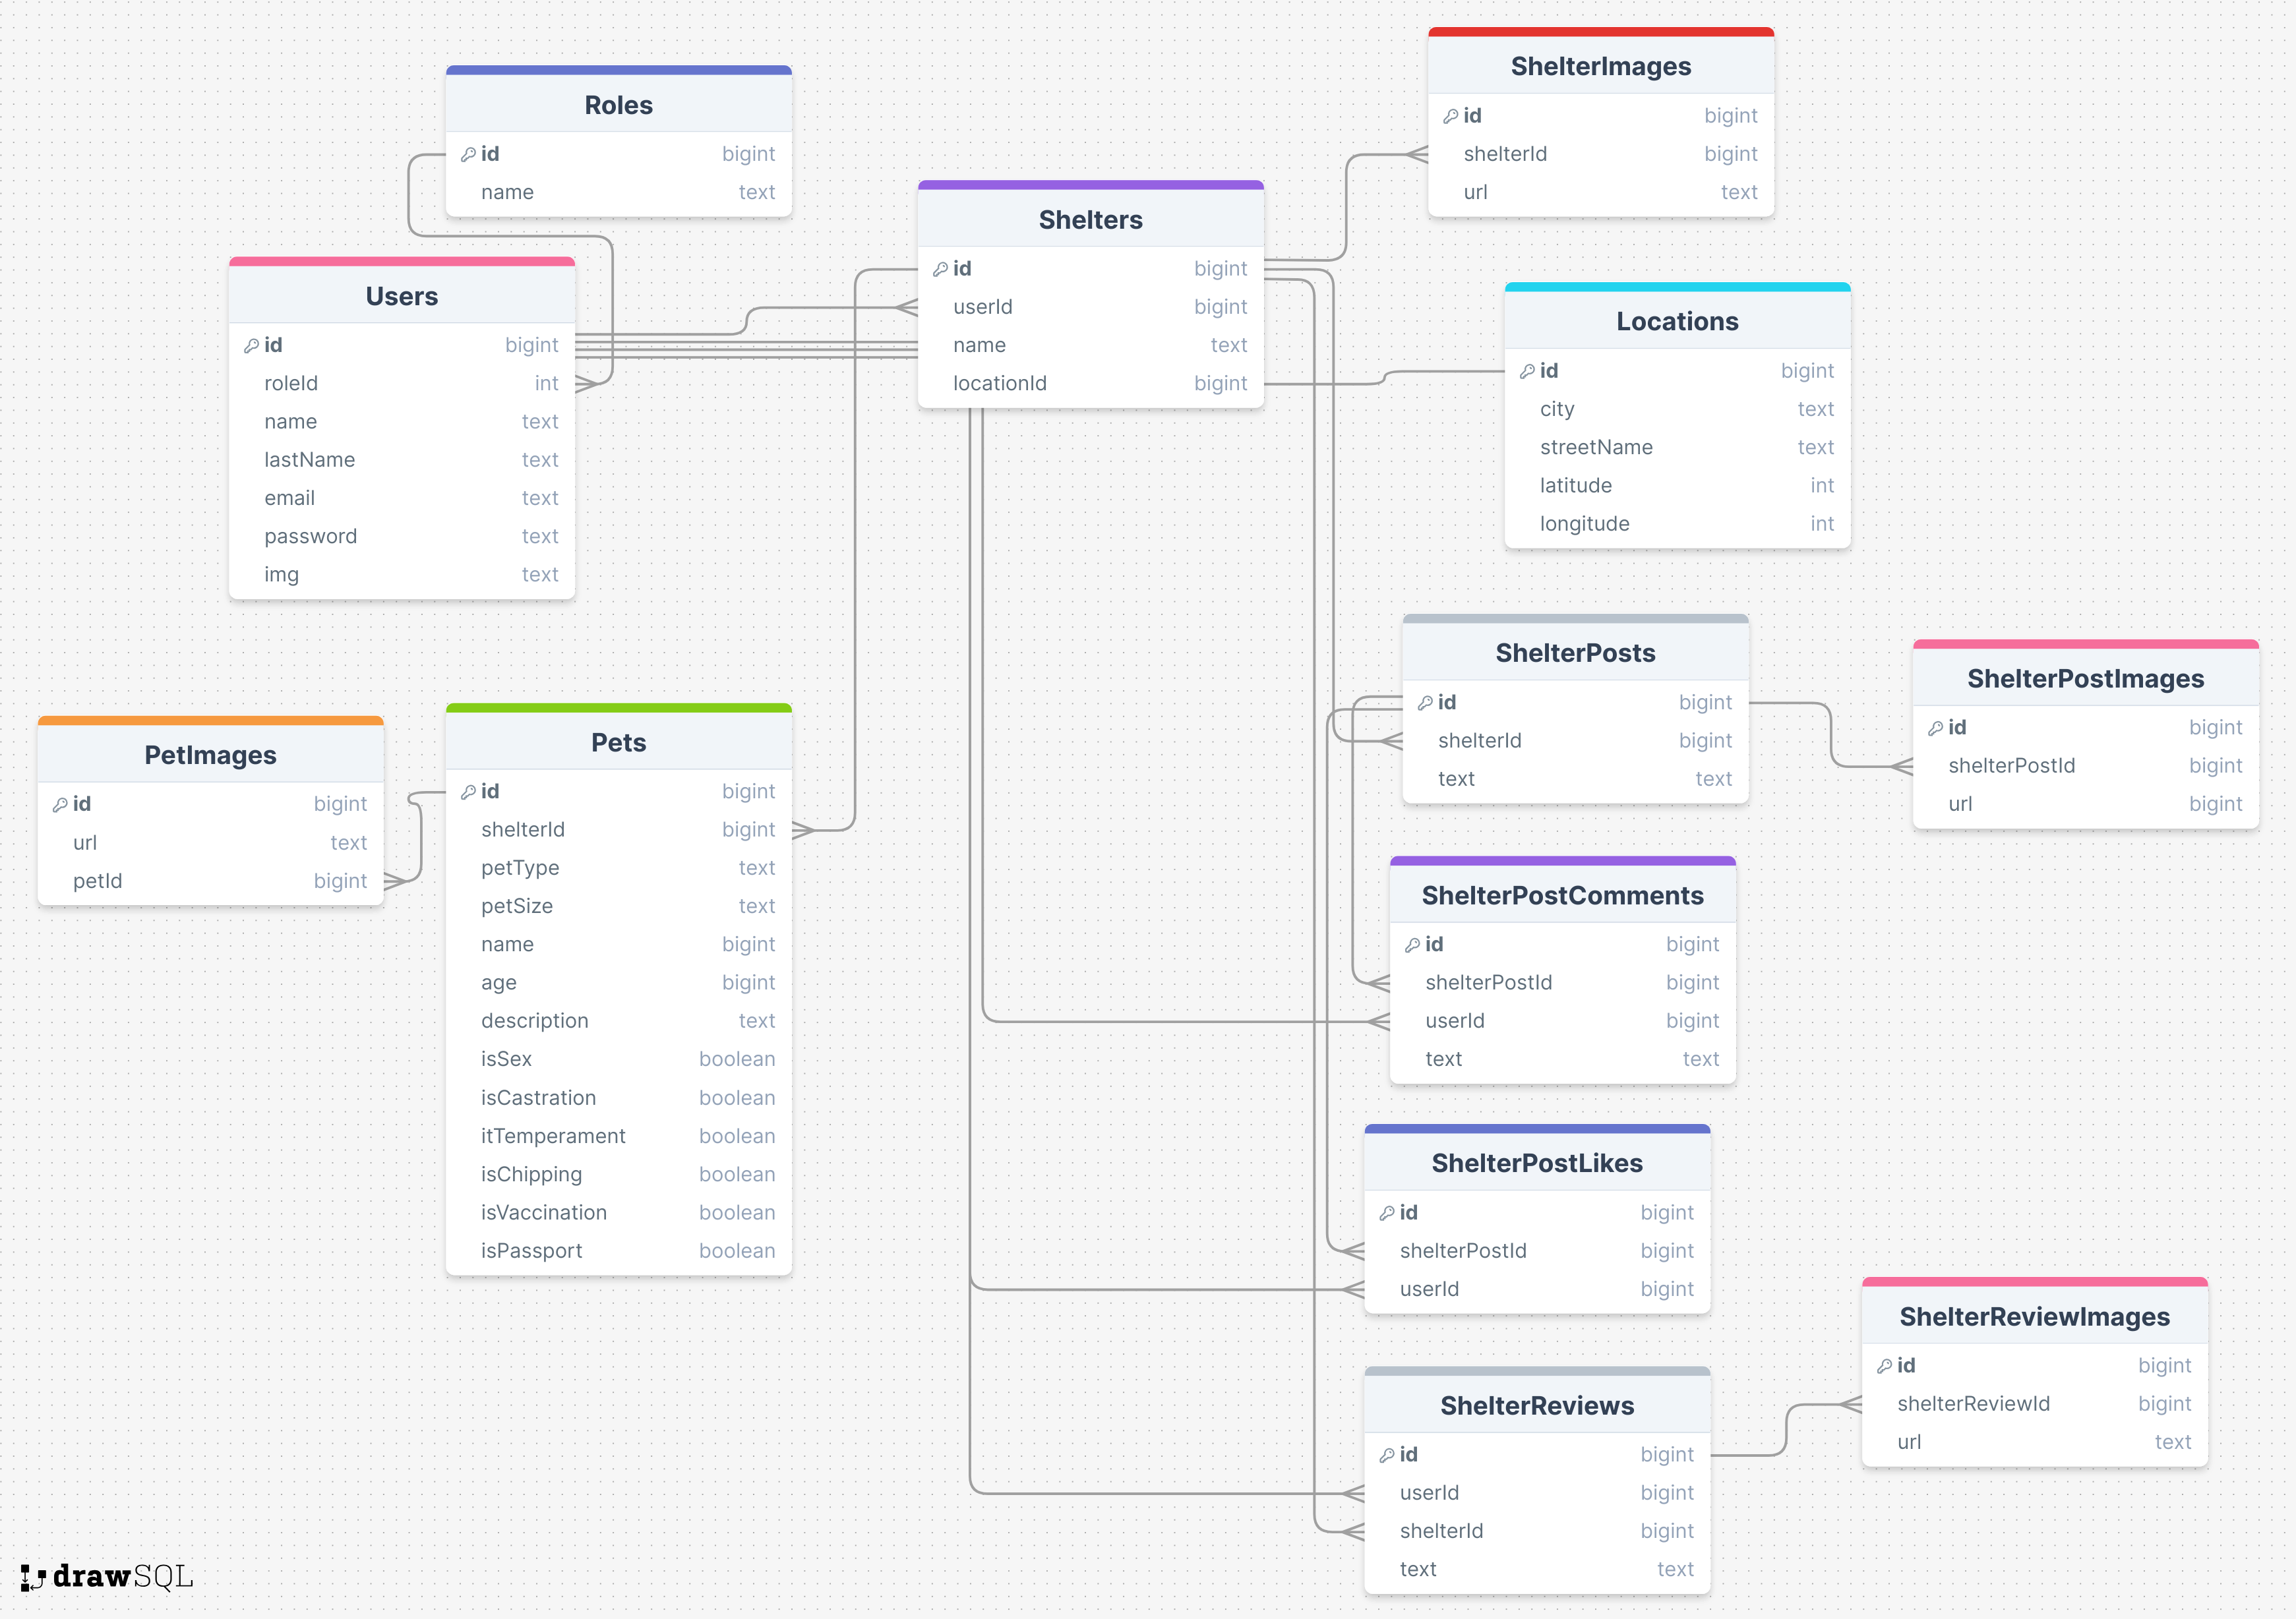 Roles
id bigint
name text
Users
id bigint
roleId int
name text
lastName text
email text
password text
img text
Shelters
id bigint
userId bigint
name text
locationId bigint
ShelterImages
id bigint
shelterId bigint
url text
Locations
id bigint
city text
streetName text
latitude int
longitude int
PetImages
id bigint
url text
petId bigint
Pets
id bigint
shelterId bigint
petType text
petSize text
name bigint
age bigint
description text
isSex boolean
isCastration boolean
itTemperament boolean
isChipping boolean
isVaccination boolean
isPassport boolean
ShelterPosts
id bigint
shelterId bigint
text text
ShelterPostImages
id bigint
shelterPostId bigint
url bigint
ShelterPostComments
id bigint
shelterPostId bigint
userId bigint
text text
ShelterPostLikes
id bigint
shelterPostId bigint
userId bigint
ShelterReviews
id bigint
userId bigint
shelterId bigint
text text
ShelterReviewImages
id bigint
shelterReviewId bigint
url text
drawSQL